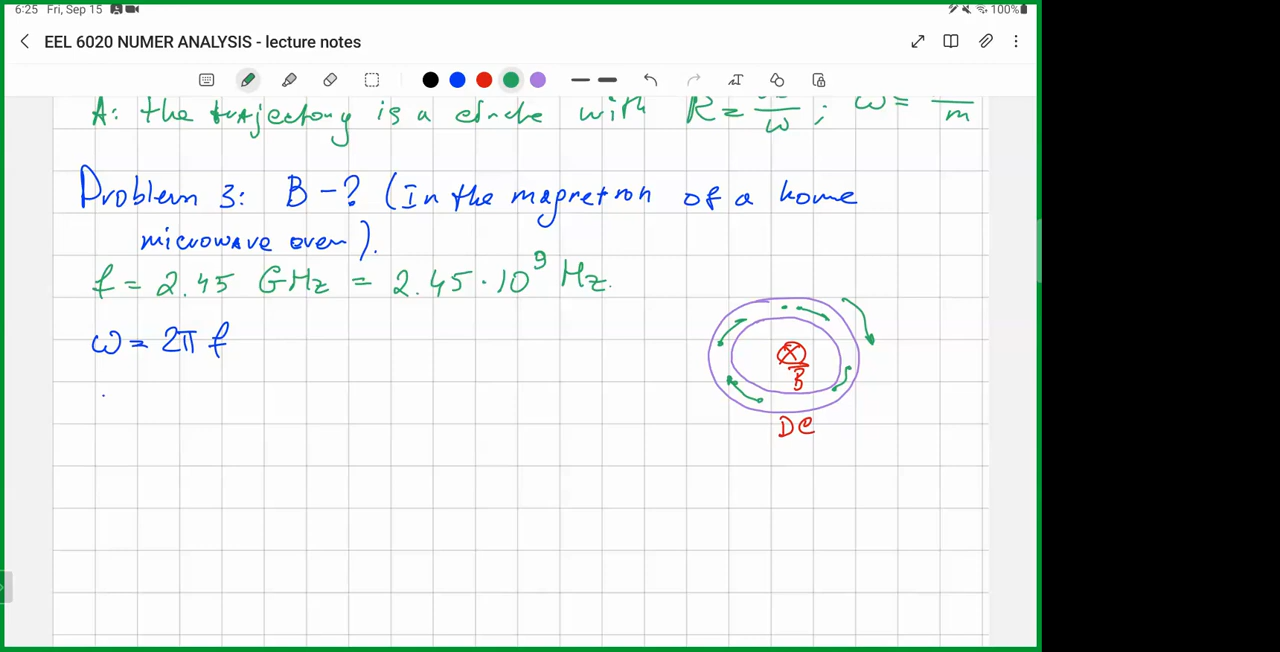 6:25 Fri, Sep 15 100%
EEL 6020 NUMER ANALYSIS - lecture notes
A: the trajectory is a circle with R = / ω ; ω = / m
Problem 3: B - ? (In the magnetron of a home
microwave oven).
f = 2.45 GHz = 2.45 · 10⁹ Hz.
ω = 2π f
B
DC